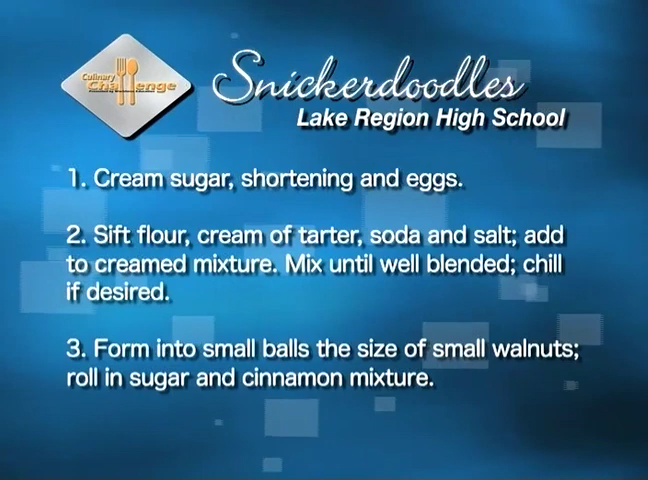 Culinary
Challenge
Snickerdoodles
Lake Region High School
1. Cream sugar, shortening and eggs.
2. Sift flour, cream of tarter, soda and salt; add
to creamed mixture. Mix until well blended; chill
if desired.
3. Form into small balls the size of small walnuts;
roll in sugar and cinnamon mixture.